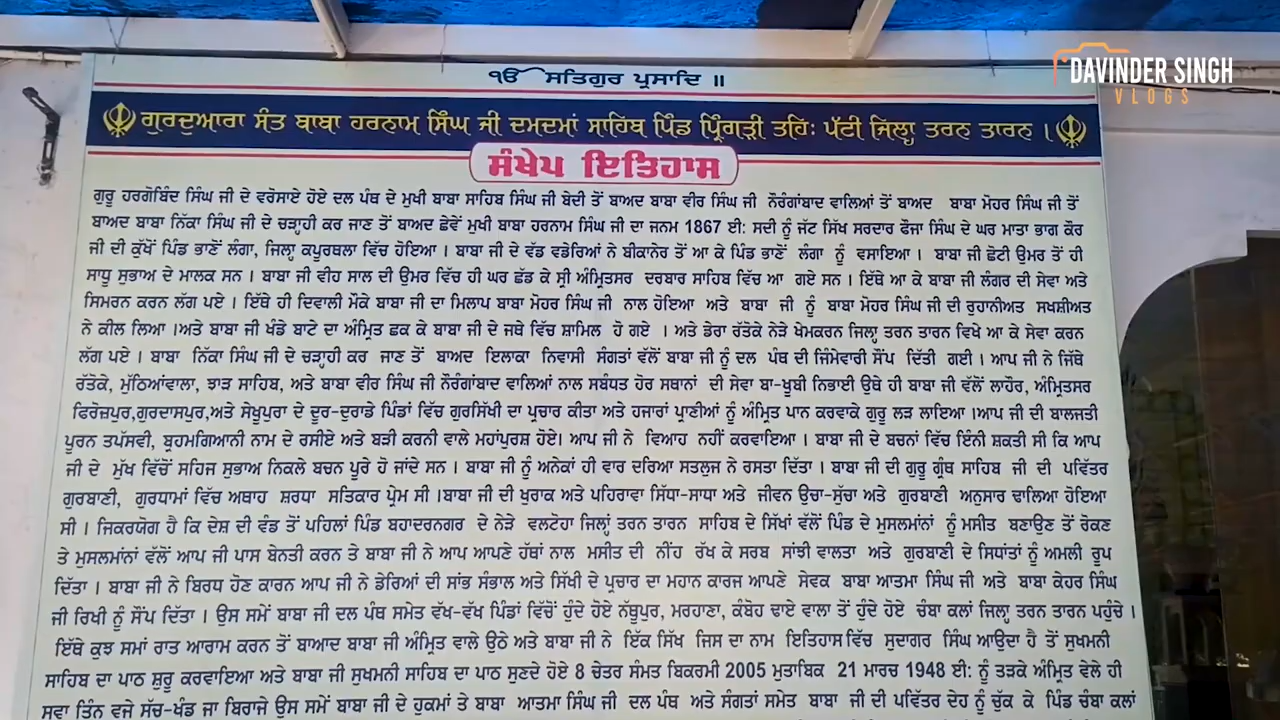 ੴ ਸਤਿਗੁਰ ਪ੍ਰਸਾਦਿ ॥
DAVINDER SINGH
VLOGS
ਗੁਰਦੁਆਰਾ ਸੰਤ ਬਾਬਾ ਹਰਨਾਮ ਸਿੰਘ ਜੀ ਦਮਦਮਾਂ ਸਾਹਿਬ ਪਿੰਡ ਪ੍ਰਿੰਗੜੀ ਤਹਿ: ਪੱਟੀ ਜਿਲ੍ਹਾ ਤਰਨ ਤਾਰਨ ।
ਸੰਖੇਪ ਇਤਿਹਾਸ
ਗੁਰੂ ਹਰਗੋਬਿੰਦ ਸਿੰਘ ਜੀ ਦੇ ਵਰੋਸਾਏ ਹੋਏ ਦਲ ਪੰਥ ਦੇ ਮੁਖੀ ਬਾਬਾ ਸਾਹਿਬ ਸਿੰਘ ਜੀ ਬੇਦੀ ਤੋਂ ਬਾਅਦ ਬਾਬਾ ਵੀਰ ਸਿੰਘ ਜੀ ਨੋਰੰਗਾਂਬਾਦ ਵਾਲਿਆਂ ਤੋਂ ਬਾਅਦ ਬਾਬਾ ਮੋਹਰ ਸਿੰਘ ਜੀ ਤੋਂ
ਬਾਅਦ ਬਾਬਾ ਨਿੱਕਾ ਸਿੰਘ ਜੀ ਦੇ ਚੜ੍ਹਾਹੀ ਕਰ ਜਾਣ ਤੋਂ ਬਾਅਦ ਛੇਵੇਂ ਮੁਖੀ ਬਾਬਾ ਹਰਨਾਮ ਸਿੰਘ ਜੀ ਦਾ ਜਨਮ 1867 ਈ: ਸਦੀ ਨੂੰ ਜੱਟ ਸਿੱਖ ਸਰਦਾਰ ਫੌਜਾ ਸਿੰਘ ਦੇ ਘਰ ਮਾਤਾ ਭਾਗ ਕੌਰ
ਜੀ ਦੀ ਕੁੱਖੋਂ ਪਿੰਡ ਭਾਣੋਂ ਲੰਗਾ, ਜਿਲ੍ਹਾ ਕਪੂਰਥਲਾ ਵਿੱਚ ਹੋਇਆ । ਬਾਬਾ ਜੀ ਦੇ ਵੱਡ ਵਡੇਰਿਆਂ ਨੇ ਬੀਕਾਨੇਰ ਤੋਂ ਆ ਕੇ ਪਿੰਡ ਭਾਣੋਂ ਲੰਗਾ ਨੂੰ ਵਸਾਇਆ । ਬਾਬਾ ਜੀ ਛੋਟੀ ਉਮਰ ਤੋਂ ਹੀ
ਸਾਧੂ ਸੁਭਾਅ ਦੇ ਮਾਲਕ ਸਨ । ਬਾਬਾ ਜੀ ਵੀਹ ਸਾਲ ਦੀ ਉਮਰ ਵਿੱਚ ਹੀ ਘਰ ਛੱਡ ਕੇ ਸ੍ਰੀ ਅੰਮ੍ਰਿਤਸਰ ਦਰਬਾਰ ਸਾਹਿਬ ਵਿੱਚ ਆ ਗਏ ਸਨ । ਇੱਥੇ ਆ ਕੇ ਬਾਬਾ ਜੀ ਲੰਗਰ ਦੀ ਸੇਵਾ ਅਤੇ
ਸਿਮਰਨ ਕਰਨ ਲੱਗ ਪਏ । ਇੱਥੇ ਹੀ ਦਿਵਾਲੀ ਮੌਕੇ ਬਾਬਾ ਜੀ ਦਾ ਮਿਲਾਪ ਬਾਬਾ ਮੋਹਰ ਸਿੰਘ ਜੀ ਨਾਲ ਹੋਇਆ ਅਤੇ ਬਾਬਾ ਜੀ ਨੂੰ ਬਾਬਾ ਮੋਹਰ ਸਿੰਘ ਜੀ ਦੀ ਰੁਹਾਨੀਅਤ ਸਖਸ਼ੀਅਤ
ਨੇ ਕੀਲ ਲਿਆ ।ਅਤੇ ਬਾਬਾ ਜੀ ਖੰਡੇ ਬਾਟੇ ਦਾ ਅੰਮ੍ਰਿਤ ਛਕ ਕੇ ਬਾਬਾ ਜੀ ਦੇ ਜਥੇ ਵਿੱਚ ਸ਼ਾਮਿਲ ਹੋ ਗਏ । ਅਤੇ ਡੇਰਾ ਰੱਤੋਕੇ ਨੇੜੇ ਖੇਮਕਰਨ ਜਿਲ੍ਹਾ ਤਰਨ ਤਾਰਨ ਵਿਖੇ ਆ ਕੇ ਸੇਵਾ ਕਰਨ
ਲੱਗ ਪਏ । ਬਾਬਾ ਨਿੱਕਾ ਸਿੰਘ ਜੀ ਦੇ ਚੜ੍ਹਾਹੀ ਕਰ ਜਾਣ ਤੋਂ ਬਾਅਦ ਇਲਾਕਾ ਨਿਵਾਸੀ ਸੰਗਤਾਂ ਵੱਲੋਂ ਬਾਬਾ ਜੀ ਨੂੰ ਦਲ ਪੰਥ ਦੀ ਜਿੰਮੇਵਾਰੀ ਸੌਂਪ ਦਿੱਤੀ ਗਈ । ਆਪ ਜੀ ਨੇ ਜਿੱਥੇ
ਰੱਤੋਕੇ, ਮੁੱਠਿਆਂਵਾਲਾ, ਝਾੜ ਸਾਹਿਬ, ਅਤੇ ਬਾਬਾ ਵੀਰ ਸਿੰਘ ਜੀ ਨੌਰੰਗਾਂਬਾਦ ਵਾਲਿਆਂ ਨਾਲ ਸਬੰਧਤ ਹੋਰ ਸਥਾਨਾਂ ਦੀ ਸੇਵਾ ਬਾ-ਖੂਬੀ ਨਿਭਾਈ ਉਥੇ ਹੀ ਬਾਬਾ ਜੀ ਵੱਲੋਂ ਲਾਹੌਰ, ਅੰਮ੍ਰਿਤਸਰ
ਫਿਰੋਜ਼ਪੁਰ,ਗੁਰਦਾਸਪੁਰ,ਅਤੇ ਸੇਖੂਪੁਰਾ ਦੇ ਦੂਰ-ਦੁਰਾਡੇ ਪਿੰਡਾਂ ਵਿੱਚ ਗੁਰਸਿੱਖੀ ਦਾ ਪ੍ਰਚਾਰ ਕੀਤਾ ਅਤੇ ਹਜਾਰਾਂ ਪ੍ਰਾਣੀਆਂ ਨੂੰ ਅੰਮ੍ਰਿਤ ਪਾਨ ਕਰਵਾਕੇ ਗੁਰੂ ਲੜ ਲਾਇਆ ।ਆਪ ਜੀ ਦੀ ਬਾਲਜਤੀ
ਪੂਰਨ ਤਪੱਸਵੀ, ਬ੍ਰਹਮਗਿਆਨੀ ਨਾਮ ਦੇ ਰਸੀਏ ਅਤੇ ਬੜੀ ਕਰਨੀ ਵਾਲੇ ਮਹਾਂਪੁਰਸ਼ ਹੋਏ। ਆਪ ਜੀ ਨੇ ਵਿਆਹ ਨਹੀਂ ਕਰਵਾਇਆ । ਬਾਬਾ ਜੀ ਦੇ ਬਚਨਾਂ ਵਿੱਚ ਇੰਨੀ ਸ਼ਕਤੀ ਸੀ ਕਿ ਆਪ
ਜੀ ਦੇ ਮੁੱਖ ਵਿੱਚੋਂ ਸਹਿਜ ਸੁਭਾਅ ਨਿਕਲੇ ਬਚਨ ਪੂਰੇ ਹੋ ਜਾਂਦੇ ਸਨ । ਬਾਬਾ ਜੀ ਨੂੰ ਅਨੇਕਾਂ ਹੀ ਵਾਰ ਦਰਿਆ ਸਤਲੁਜ ਨੇ ਰਸਤਾ ਦਿੱਤਾ । ਬਾਬਾ ਜੀ ਦੀ ਗੁਰੂ ਗ੍ਰੰਥ ਸਾਹਿਬ ਜੀ ਦੀ ਪਵਿੱਤਰ
ਗੁਰਬਾਣੀ, ਗੁਰਧਾਮਾਂ ਵਿੱਚ ਅਥਾਹ ਸ਼ਰਧਾ ਸਤਿਕਾਰ ਪ੍ਰੇਮ ਸੀ ।ਬਾਬਾ ਜੀ ਦੀ ਖੁਰਾਕ ਅਤੇ ਪਹਿਰਾਵਾ ਸਿੱਧਾ-ਸਾਧਾ ਅਤੇ ਜੀਵਨ ਉਚਾ-ਸੁੱਚਾ ਅਤੇ ਗੁਰਬਾਣੀ ਅਨੁਸਾਰ ਢਾਲਿਆ ਹੋਇਆ
ਸੀ । ਜਿਕਰਯੋਗ ਹੈ ਕਿ ਦੇਸ਼ ਦੀ ਵੰਡ ਤੋਂ ਪਹਿਲਾਂ ਪਿੰਡ ਬਹਾਦਰਨਗਰ ਦੇ ਨੇੜੇ ਵਲਟੋਹਾ ਜਿਲ੍ਹਾਂ ਤਰਨ ਤਾਰਨ ਸਾਹਿਬ ਦੇ ਸਿੱਖਾਂ ਵੱਲੋਂ ਪਿੰਡ ਦੇ ਮੁਸਲਮਾਨਾਂ ਨੂੰ ਮਸੀਤ ਬਣਾਉਣ ਤੋਂ ਰੋਕਣ
ਤੇ ਮੁਸਲਮਾਂਨਾਂ ਵੱਲੋਂ ਆਪ ਜੀ ਪਾਸ ਬੇਨਤੀ ਕਰਨ ਤੇ ਬਾਬਾ ਜੀ ਨੇ ਆਪ ਆਪਣੇ ਹੱਥਾਂ ਨਾਲ ਮਸੀਤ ਦੀ ਨੀਂਹ ਰੱਖ ਕੇ ਸਰਬ ਸਾਂਝੀ ਵਾਲਤਾ ਅਤੇ ਗੁਰਬਾਣੀ ਦੇ ਸਿਧਾਂਤਾਂ ਨੂੰ ਅਮਲੀ ਰੂਪ
ਦਿੱਤਾ । ਬਾਬਾ ਜੀ ਨੇ ਬਿਰਧ ਹੋਣ ਕਾਰਨ ਆਪ ਜੀ ਨੇ ਡੇਰਿਆਂ ਦੀ ਸਾਂਭ ਸੰਭਾਲ ਅਤੇ ਸਿੱਖੀ ਦੇ ਪ੍ਰਚਾਰ ਦਾ ਮਹਾਨ ਕਾਰਜ ਆਪਣੇ ਸੇਵਕ ਬਾਬਾ ਆਤਮਾ ਸਿੰਘ ਜੀ ਅਤੇ ਬਾਬਾ ਕੇਹਰ ਸਿੰਘ
ਜੀ ਰਿਖੀ ਨੂੰ ਸੌਂਪ ਦਿੱਤਾ । ਉਸ ਸਮੇਂ ਬਾਬਾ ਜੀ ਦਲ ਪੰਥ ਸਮੇਤ ਵੱਖ-ਵੱਖ ਪਿੰਡਾਂ ਵਿੱਚੋਂ ਹੁੰਦੇ ਹੋਏ ਨੱਥੂਪੁਰ, ਮਰਹਾਣਾ, ਕੰਬੋਹ ਢਾਏ ਵਾਲਾ ਤੋਂ ਹੁੰਦੇ ਹੋਏ ਚੰਬਾ ਕਲਾਂ ਜਿਲ੍ਹਾ ਤਰਨ ਤਾਰਨ ਪਹੁੰਚੇ ।
ਇੱਥੇ ਕੁਝ ਸਮਾਂ ਰਾਤ ਆਰਾਮ ਕਰਨ ਤੋਂ ਬਾਆਦ ਬਾਬਾ ਜੀ ਅੰਮ੍ਰਿਤ ਵਾਲੇ ਉਠੇ ਅਤੇ ਬਾਬਾ ਜੀ ਨੇ ਇੱਕ ਸਿੱਖ ਜਿਸ ਦਾ ਨਾਮ ਇਤਿਹਾਸ ਵਿੱਚ ਸੁਦਾਗਰ ਸਿੰਘ ਆਉਦਾ ਹੈ ਤੋਂ ਸੁਖਮਨੀ
ਸਾਹਿਬ ਦਾ ਪਾਠ ਸ਼ੁਰੂ ਕਰਵਾਇਆ ਅਤੇ ਬਾਬਾ ਜੀ ਸੁਖਮਨੀ ਸਾਹਿਬ ਦਾ ਪਾਠ ਸੁਣਦੇ ਹੋਏ 8 ਚੇਤਰ ਸੰਮਤ ਬਿਕਰਮੀ 2005 ਮੁਤਾਬਿਕ 21 ਮਾਰਚ 1948 ਈ: ਨੂੰ ਤੜਕੇ ਅੰਮ੍ਰਿਤ ਵੇਲੇ ਹੀ
ਸਵਾ ਤਿੰਨ ਵਜੇ ਸੱਚ-ਖੰਡ ਜਾ ਬਿਰਾਜੇ ਉਸ ਸਮੇਂ ਬਾਬਾ ਜੀ ਦੇ ਹੁਕਮਾਂ ਤੇ ਬਾਬਾ ਆਤਮਾ ਸਿੰਘ ਜੀ ਦਲ ਪੰਥ ਅਤੇ ਸੰਗਤਾਂ ਸਮੇਤ ਬਾਬਾ ਜੀ ਦੀ ਪਵਿੱਤਰ ਦੇਹ ਨੂੰ ਚੁੱਕ ਕੇ ਪਿੰਡ ਚੰਬਾ ਕਲਾਂ